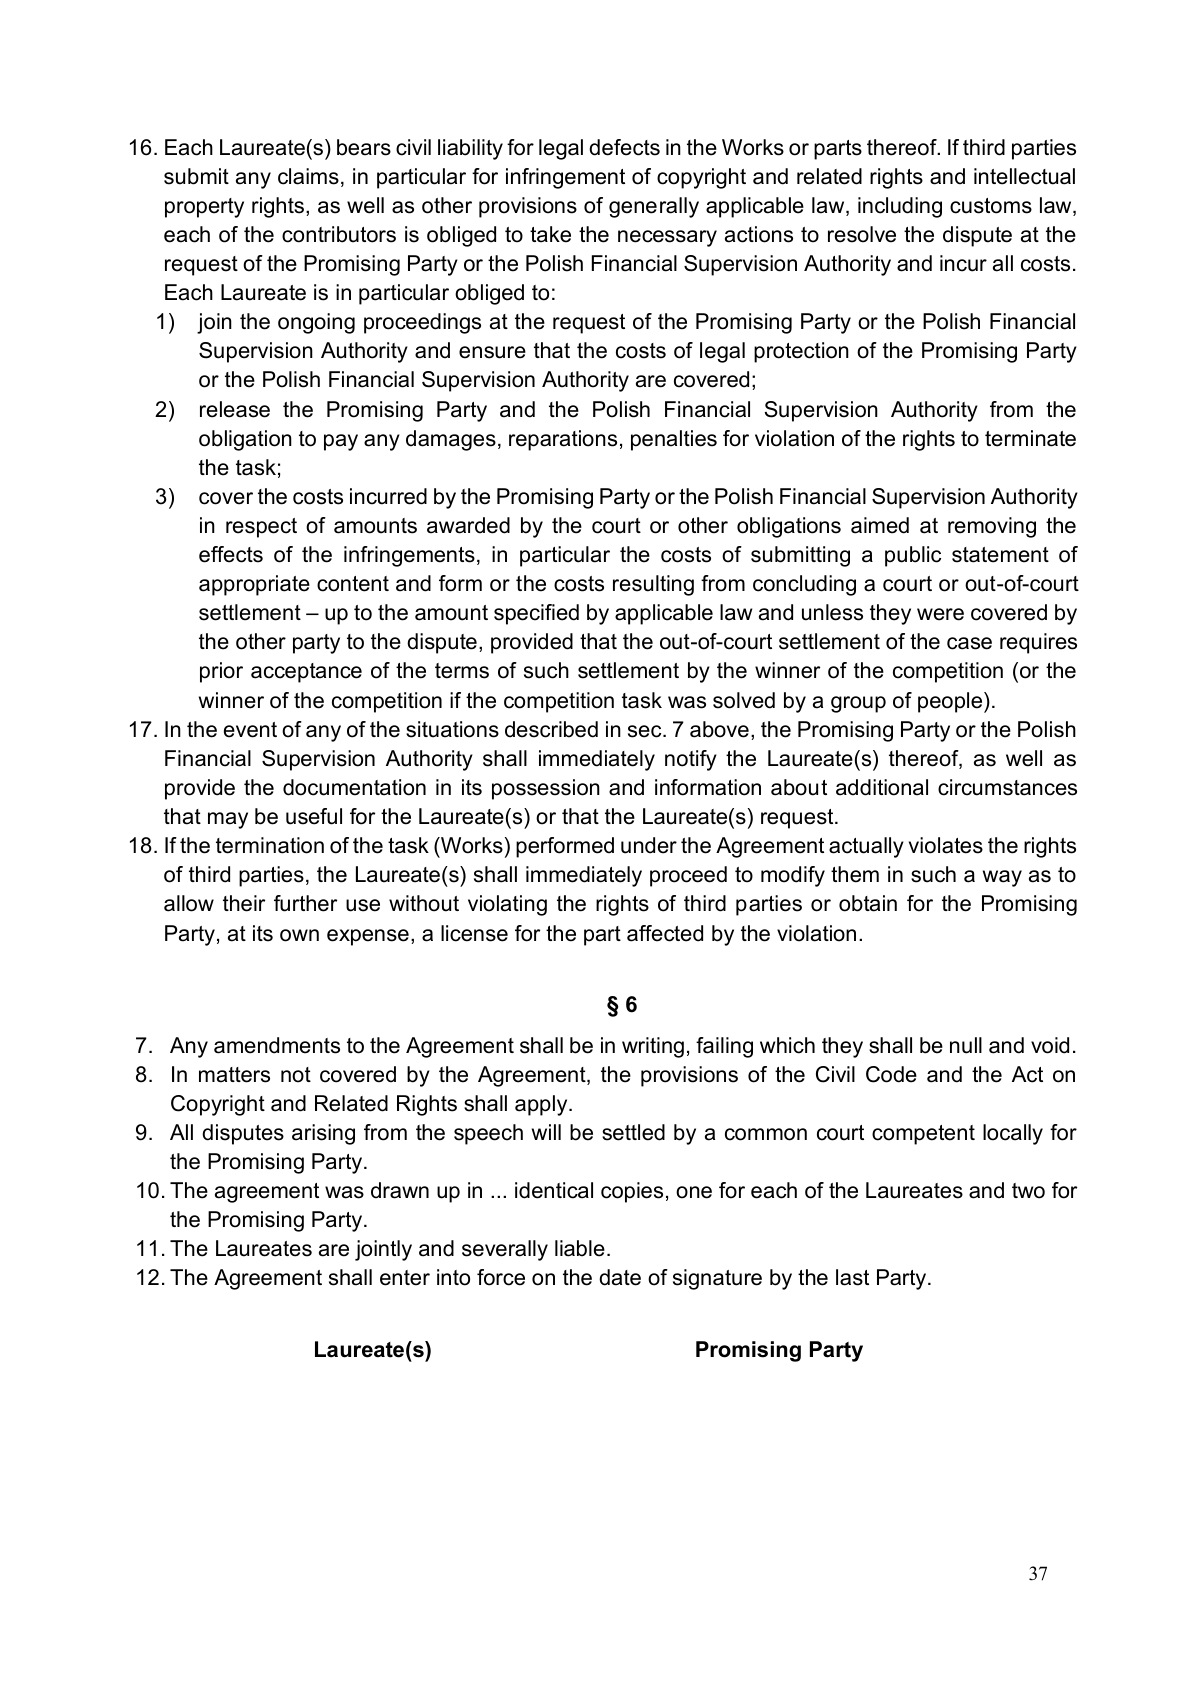 16. Each Laureate(s) bears civil liability for legal defects in the Works or parts thereof. If third parties
submit any claims, in particular for infringement of copyright and related rights and intellectual
property rights, as well as other provisions of generally applicable law, including customs law,
each of the contributors is obliged to take the necessary actions to resolve the dispute at the
request of the Promising Party or the Polish Financial Supervision Authority and incur all costs.
Each Laureate is in particular obliged to:
1) join the ongoing proceedings at the request of the Promising Party or the Polish Financial
Supervision Authority and ensure that the costs of legal protection of the Promising Party
or the Polish Financial Supervision Authority are covered;
2) release the Promising Party and the Polish Financial Supervision Authority from the
obligation to pay any damages, reparations, penalties for violation of the rights to terminate
the task;
3) cover the costs incurred by the Promising Party or the Polish Financial Supervision Authority
in respect of amounts awarded by the court or other obligations aimed at removing the
effects of the infringements, in particular the costs of submitting a public statement of
appropriate content and form or the costs resulting from concluding a court or out-of-court
settlement – up to the amount specified by applicable law and unless they were covered by
the other party to the dispute, provided that the out-of-court settlement of the case requires
prior acceptance of the terms of such settlement by the winner of the competition (or the
winner of the competition if the competition task was solved by a group of people).
17. In the event of any of the situations described in sec. 7 above, the Promising Party or the Polish
Financial Supervision Authority shall immediately notify the Laureate(s) thereof, as well as
provide the documentation in its possession and information about additional circumstances
that may be useful for the Laureate(s) or that the Laureate(s) request.
18. If the termination of the task (Works) performed under the Agreement actually violates the rights
of third parties, the Laureate(s) shall immediately proceed to modify them in such a way as to
allow their further use without violating the rights of third parties or obtain for the Promising
Party, at its own expense, a license for the part affected by the violation.
§ 6
7. Any amendments to the Agreement shall be in writing, failing which they shall be null and void.
8. In matters not covered by the Agreement, the provisions of the Civil Code and the Act on
Copyright and Related Rights shall apply.
9. All disputes arising from the speech will be settled by a common court competent locally for
the Promising Party.
10. The agreement was drawn up in ... identical copies, one for each of the Laureates and two for
the Promising Party.
11. The Laureates are jointly and severally liable.
12. The Agreement shall enter into force on the date of signature by the last Party.
Laureate(s) Promising Party
37